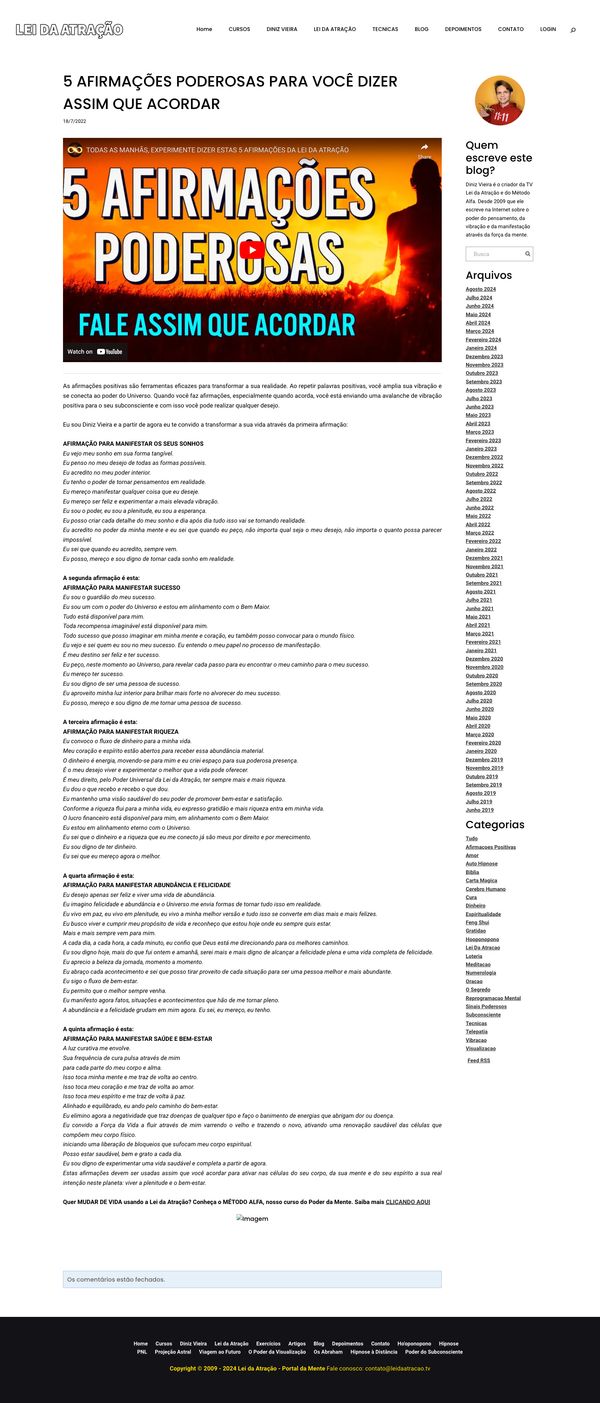 LEI DA ATRAÇÃO
Home CURSOS DINIZ VIEIRA LEI DA ATRAÇÃO TECNICAS BLOG DEPOIMENTOS CONTATO LOGIN
5 AFIRMAÇÕES PODEROSAS PARA VOCÊ DIZER
ASSIM QUE ACORDAR
18/7/2022
TODAS AS MANHÃS, EXPERIMENTE DIZER ESTAS 5 AFIRMAÇÕES DA LEI DA ATRAÇÃO
Share
5 AFIRMAÇÕES
PODEROSAS
FALE ASSIM QUE ACORDAR
Watch on YouTube
As afirmações positivas são ferramentas eficazes para transformar a sua realidade. Ao repetir palavras positivas, você amplia sua vibração e
se conecta ao poder do Universo. Quando você faz afirmações, especialmente quando acorda, você está enviando uma avalanche de vibração
positiva para o seu subconsciente e com isso você pode realizar qualquer desejo.
Eu sou Diniz Vieira e a partir de agora eu te convido a transformar a sua vida através da primeira afirmação:
AFIRMAÇÃO PARA MANIFESTAR OS SEUS SONHOS
Eu vejo meu sonho em sua forma tangível.
Eu penso no meu desejo de todas as formas possíveis.
Eu acredito no meu poder interior.
Eu tenho o poder de tornar pensamentos em realidade.
Eu mereço manifestar qualquer coisa que eu deseje.
Eu mereço ser feliz e experimentar a mais elevada vibração.
Eu sou o poder, eu sou a plenitude, eu sou a esperança.
Eu posso criar cada detalhe do meu sonho e dia após dia tudo isso vai se tornando realidade.
Eu acredito no poder da minha mente e eu sei que quando eu peço, não importa qual seja o meu desejo, não importa o quanto possa parecer
impossível.
Eu sei que quando eu acredito, sempre vem.
Eu posso, mereço e sou digno de tornar cada sonho em realidade.
A segunda afirmação é esta:
AFIRMAÇÃO PARA MANIFESTAR SUCESSO
Eu sou o guardião do meu sucesso.
Eu sou um com o poder do Universo e estou em alinhamento com o Bem Maior.
Tudo está disponível para mim.
Toda recompensa imaginável está disponível para mim.
Todo sucesso que posso imaginar em minha mente e coração, eu também posso convocar para o mundo físico.
Eu vejo e sei quem eu sou no meu sucesso. Eu entendo o meu papel no processo de manifestação.
É meu destino ser feliz e ter sucesso.
Eu peço, neste momento ao Universo, para revelar cada passo para eu encontrar o meu caminho para o meu sucesso.
Eu mereço ter sucesso.
Eu sou digno de ser uma pessoa de sucesso.
Eu aproveito minha luz interior para brilhar mais forte no alvorecer do meu sucesso.
Eu posso, mereço e sou digno de me tornar uma pessoa de sucesso.
A terceira afirmação é esta:
AFIRMAÇÃO PARA MANIFESTAR RIQUEZA
Eu convoco o fluxo de dinheiro para a minha vida.
Meu coração e espírito estão abertos para receber essa abundância material.
O dinheiro é energia, movendo-se para mim e eu criei espaço para sua poderosa presença.
É o meu desejo viver e experimentar o melhor que a vida pode oferecer.
É meu direito, pelo Poder Universal da Lei da Atração, ter sempre mais e mais riqueza.
Eu dou o que recebo e recebo o que dou.
Eu mantenho uma visão saudável do seu poder de promover bem-estar e satisfação.
Conforme a riqueza flui para a minha vida, eu expresso gratidão e mais riqueza entra em minha vida.
O lucro financeiro está disponível para mim, em alinhamento com o Bem Maior.
Eu estou em alinhamento eterno com o Universo.
Eu sei que o dinheiro e a riqueza que eu me conecto já são meus por direito e por merecimento.
Eu sou digno de ter dinheiro.
Eu sei que eu mereço agora o melhor.
A quarta afirmação é esta:
AFIRMAÇÃO PARA MANIFESTAR ABUNDÂNCIA E FELICIDADE
Eu desejo apenas ser feliz e viver uma vida de abundância.
Eu imagino felicidade e abundância e o Universo me envia formas de tornar tudo isso em realidade.
Eu vivo em paz, eu vivo em plenitude, eu vivo a minha melhor versão e tudo isso se converte em dias mais e mais felizes.
Eu busco viver e cumprir meu propósito de vida e reconheço que estou hoje onde eu sempre quis estar.
Mais e mais sempre vem para mim.
A cada dia, a cada hora, a cada minuto, eu confio que Deus está me direcionando para os melhores caminhos.
Eu sou digno hoje, mais do que fui ontem e amanhã, serei mais e mais digno de alcançar a felicidade plena e uma vida completa de felicidade.
Eu aprecio a beleza da jornada, momento a momento.
Eu abraço cada acontecimento e sei que posso tirar proveito de cada situação para ser uma pessoa melhor e mais abundante.
Eu sigo o fluxo de bem-estar.
Eu permito que o melhor sempre venha.
Eu manifesto agora fatos, situações e acontecimentos que hão de me tornar pleno.
A abundância e a felicidade grudam em mim agora. Eu sei, eu mereço, eu tenho.
A quinta afirmação é esta:
AFIRMAÇÃO PARA MANIFESTAR SAÚDE E BEM-ESTAR
A luz curativa me envolve.
Sua frequência de cura pulsa através de mim
para cada parte do meu corpo e alma.
Isso toca minha mente e me traz de volta ao centro.
Isso toca meu coração e me traz de volta ao amor.
Isso toca meu espírito e me traz de volta à paz.
Alinhado e equilibrado, eu ando pelo caminho do bem-estar.
Eu elimino agora a negatividade que traz doenças de qualquer tipo e faço o banimento de energias que abrigam dor ou doença.
Eu convido a Força da Vida a fluir através de mim varrendo o velho e trazendo o novo, ativando uma renovação saudável das células que
compõem meu corpo físico.
iniciando uma liberação de bloqueios que sufocam meu corpo espiritual.
Posso estar saudável, bem e grato a cada dia.
Eu sou digno de experimentar uma vida saudável e completa a partir de agora.
Estas afirmações devem ser usadas assim que você acordar para ativar nas células do seu corpo, da sua mente e do seu espírito a sua real
intenção neste planeta: viver a plenitude e o bem-estar.
Quer MUDAR DE VIDA usando a Lei da Atração? Conheça o MÉTODO ALFA, nosso curso do Poder da Mente. Saiba mais CLICANDO AQUI
Imagem
Os comentários estão fechados.
11:11
Quem
escreve este
blog?
Diniz Vieira é o criador da TV
Lei da Atração e do Método
Alfa. Desde 2009 que ele
escreve na Internet sobre o
poder do pensamento, da
vibração e da manifestação
através da força da mente.
Busca
Arquivos
Agosto 2024
Julho 2024
Junho 2024
Maio 2024
Abril 2024
Março 2024
Fevereiro 2024
Janeiro 2024
Dezembro 2023
Novembro 2023
Outubro 2023
Setembro 2023
Agosto 2023
Julho 2023
Junho 2023
Maio 2023
Abril 2023
Março 2023
Fevereiro 2023
Janeiro 2023
Dezembro 2022
Novembro 2022
Outubro 2022
Setembro 2022
Agosto 2022
Julho 2022
Junho 2022
Maio 2022
Abril 2022
Março 2022
Fevereiro 2022
Janeiro 2022
Dezembro 2021
Novembro 2021
Outubro 2021
Setembro 2021
Agosto 2021
Julho 2021
Junho 2021
Maio 2021
Abril 2021
Março 2021
Fevereiro 2021
Janeiro 2021
Dezembro 2020
Novembro 2020
Outubro 2020
Setembro 2020
Agosto 2020
Julho 2020
Junho 2020
Maio 2020
Abril 2020
Março 2020
Fevereiro 2020
Janeiro 2020
Dezembro 2019
Novembro 2019
Outubro 2019
Setembro 2019
Agosto 2019
Julho 2019
Junho 2019
Categorias
Tudo
Afirmacoes Positivas
Amor
Auto Hipnose
Biblia
Carta Magica
Cerebro Humano
Cura
Dinheiro
Espiritualidade
Feng Shui
Gratidao
Hooponopono
Lei Da Atracao
Loteria
Meditacao
Numerologia
Oracao
O Segredo
Reprogramacao Mental
Sinais Poderosos
Subconsciente
Tecnicas
Telepatia
Vibracao
Visualizacao
Feed RSS
Home Cursos Diniz Vieira Lei da Atração Exercícios Artigos Blog Depoimentos Contato Ho'oponopono Hipnose
PNL Projeção Astral Viagem ao Futuro O Poder da Visualização Os Abraham Hipnose à Distância Poder do Subconsciente
Copyright © 2009 - 2024 Lei da Atração - Portal da Mente Fale conosco: contato@leidaatracao.tv